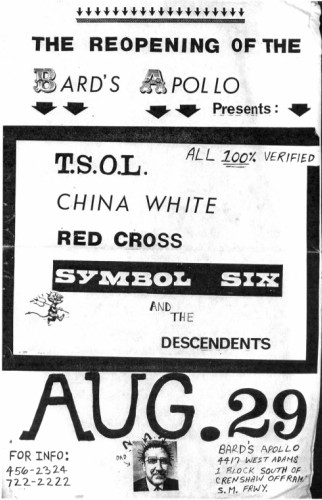 THE REOPENING OF THE
BARD'S APOLLO
Presents:
ALL 100% VERIFIED
T.S.O.L.
CHINA WHITE
RED CROSS
SYMBOL SIX
AND
THE
DESCENDENTS
AUG. 29
FOR INFO:
456-2324
722-2222
BARD'S APOLLO
4417 WEST ADAMS
1 BLOCK SOUTH OF
CRENSHAW OFFRAM
S.M. FRWY.